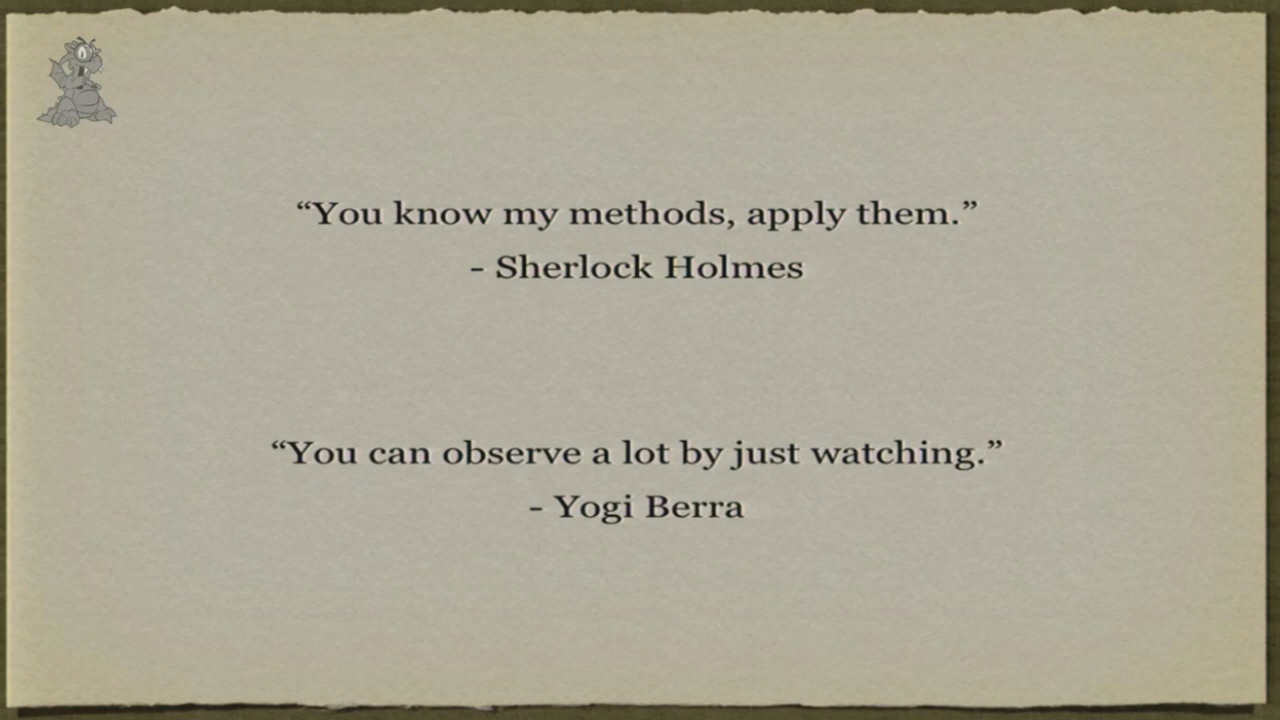 “You know my methods, apply them.”
- Sherlock Holmes
“You can observe a lot by just watching.”
- Yogi Berra